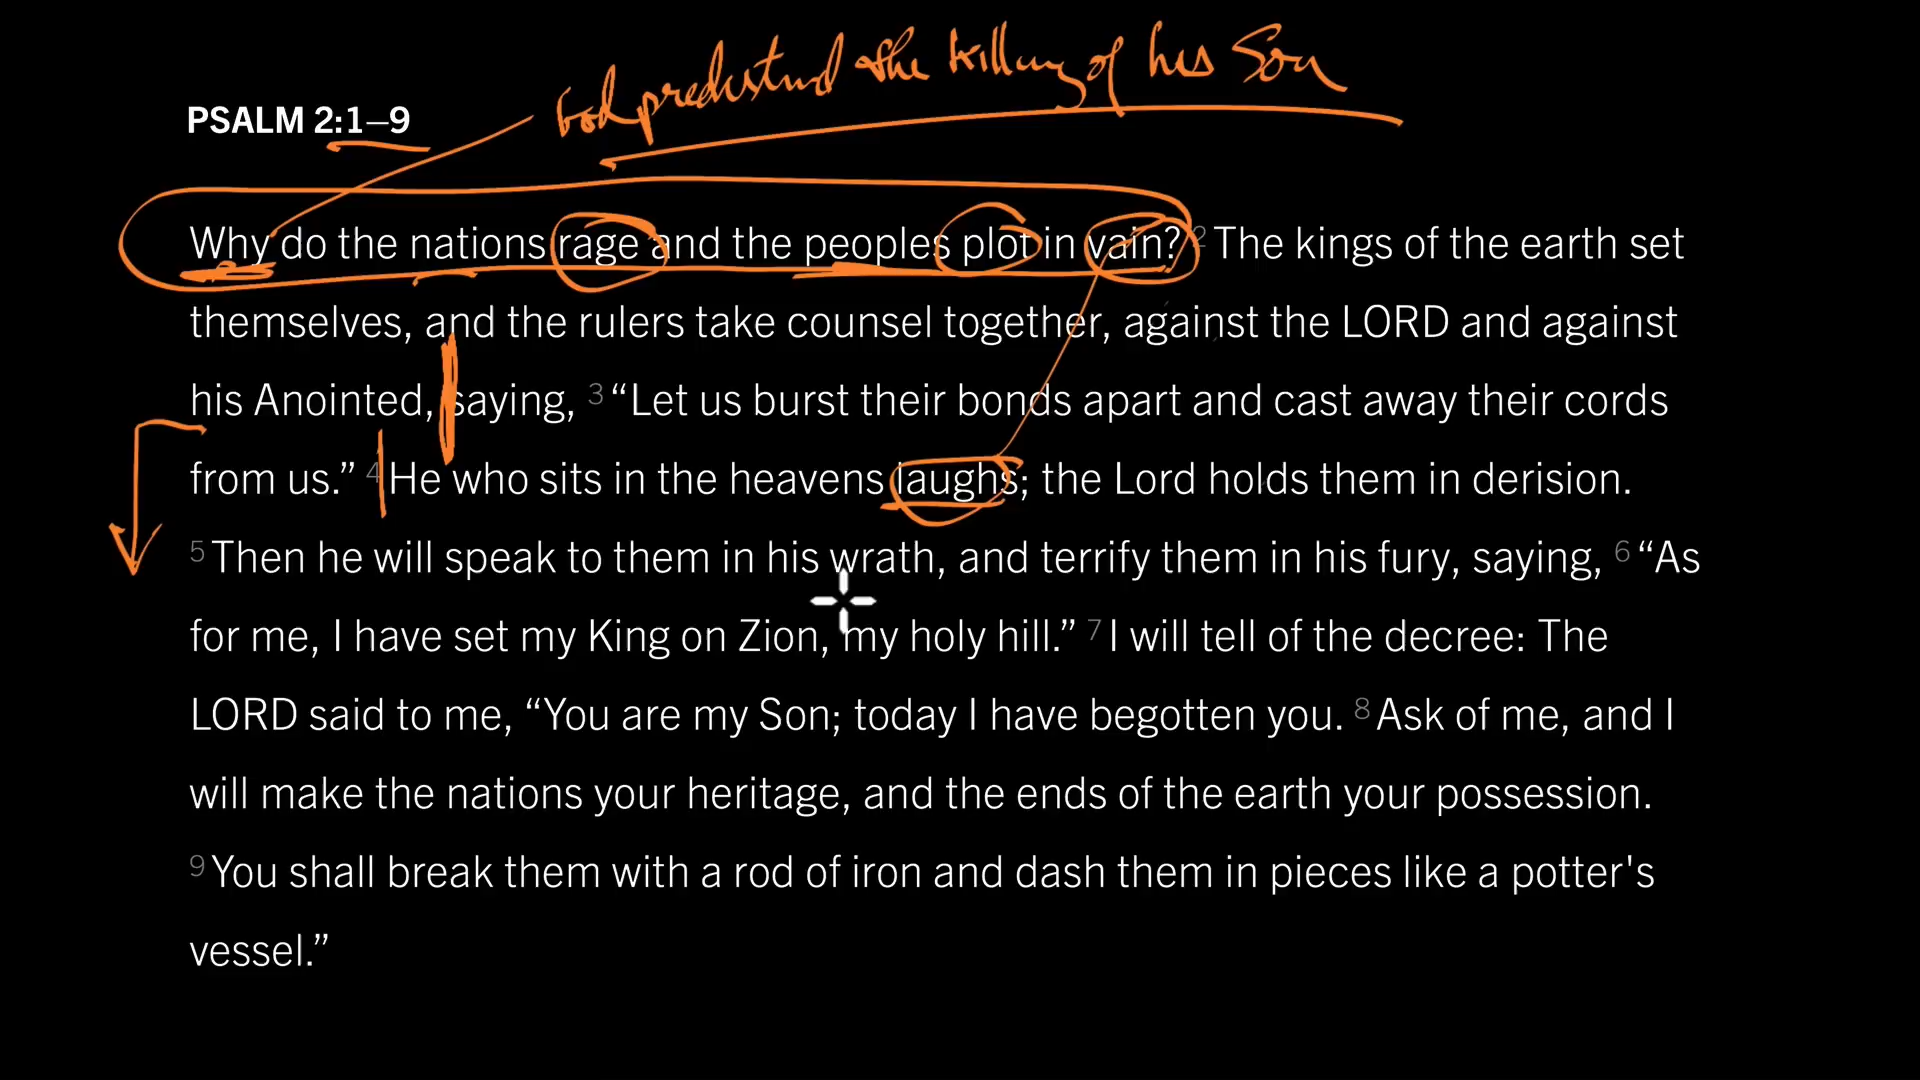 God predestined the killing of his Son
PSALM 2:1–9
Why do the nations rage and the peoples plot in vain? 2 The kings of the earth set
themselves, and the rulers take counsel together, against the LORD and against
his Anointed, saying, 3 “Let us burst their bonds apart and cast away their cords
from us.” 4 He who sits in the heavens laughs; the Lord holds them in derision.
5 Then he will speak to them in his wrath, and terrify them in his fury, saying, 6 “As
for me, I have set my King on Zion, my holy hill.” 7 I will tell of the decree: The
LORD said to me, “You are my Son; today I have begotten you. 8 Ask of me, and I
will make the nations your heritage, and the ends of the earth your possession.
9 You shall break them with a rod of iron and dash them in pieces like a potter's
vessel.”